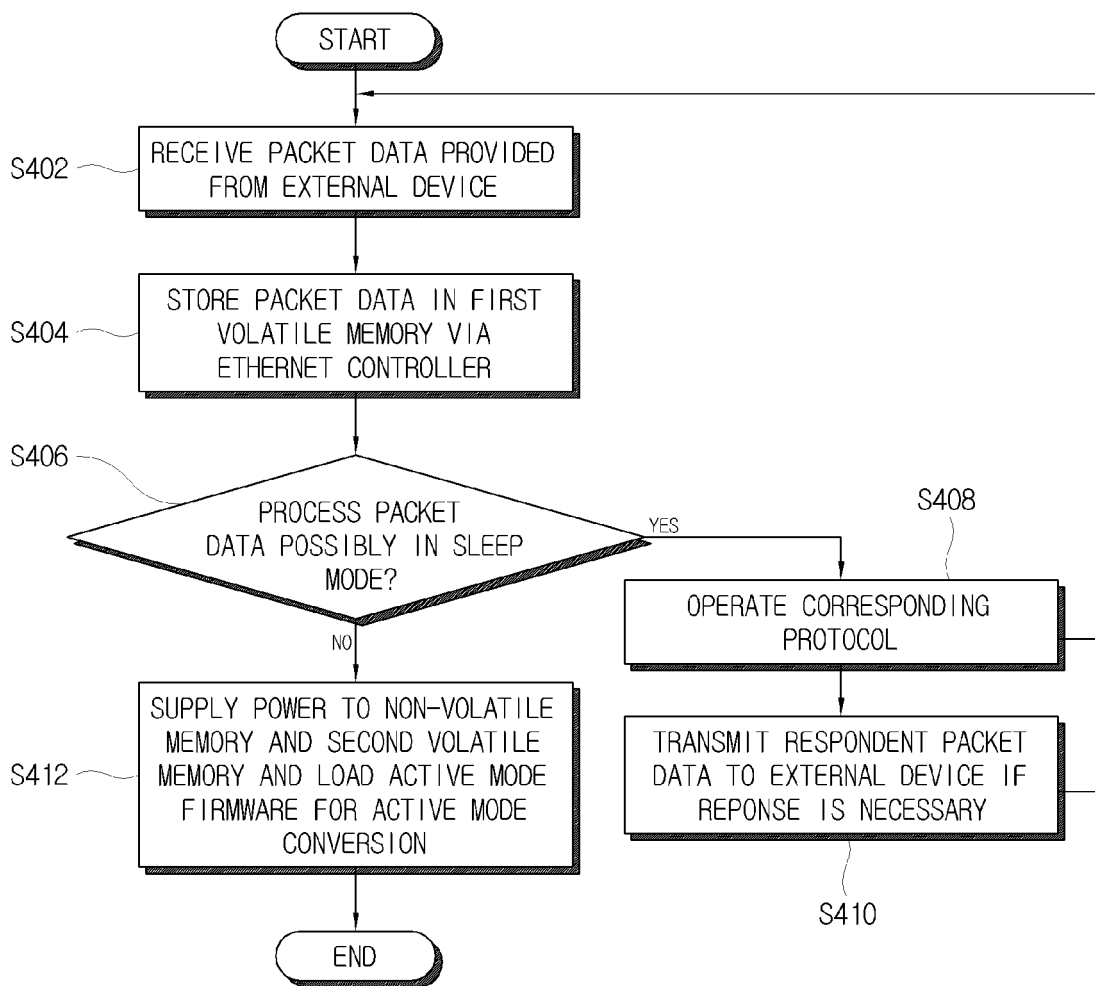 START
S402
RECEIVE PACKET DATA PROVIDED
FROM EXTERNAL DEVICE
S404
STORE PACKET DATA IN FIRST
VOLATILE MEMORY VIA
ETHERNET CONTROLLER
S406
PROCESS PACKET
DATA POSSIBLY IN SLEEP
MODE?
YES
NO
S408
OPERATE CORRESPONDING
PROTOCOL
S412
SUPPLY POWER TO NON-VOLATILE
MEMORY AND SECOND VOLATILE
MEMORY AND LOAD ACTIVE MODE
FIRMWARE FOR ACTIVE MODE
CONVERSION
TRANSMIT RESPONDENT PACKET
DATA TO EXTERNAL DEVICE IF
REPONSE IS NECESSARY
S410
END